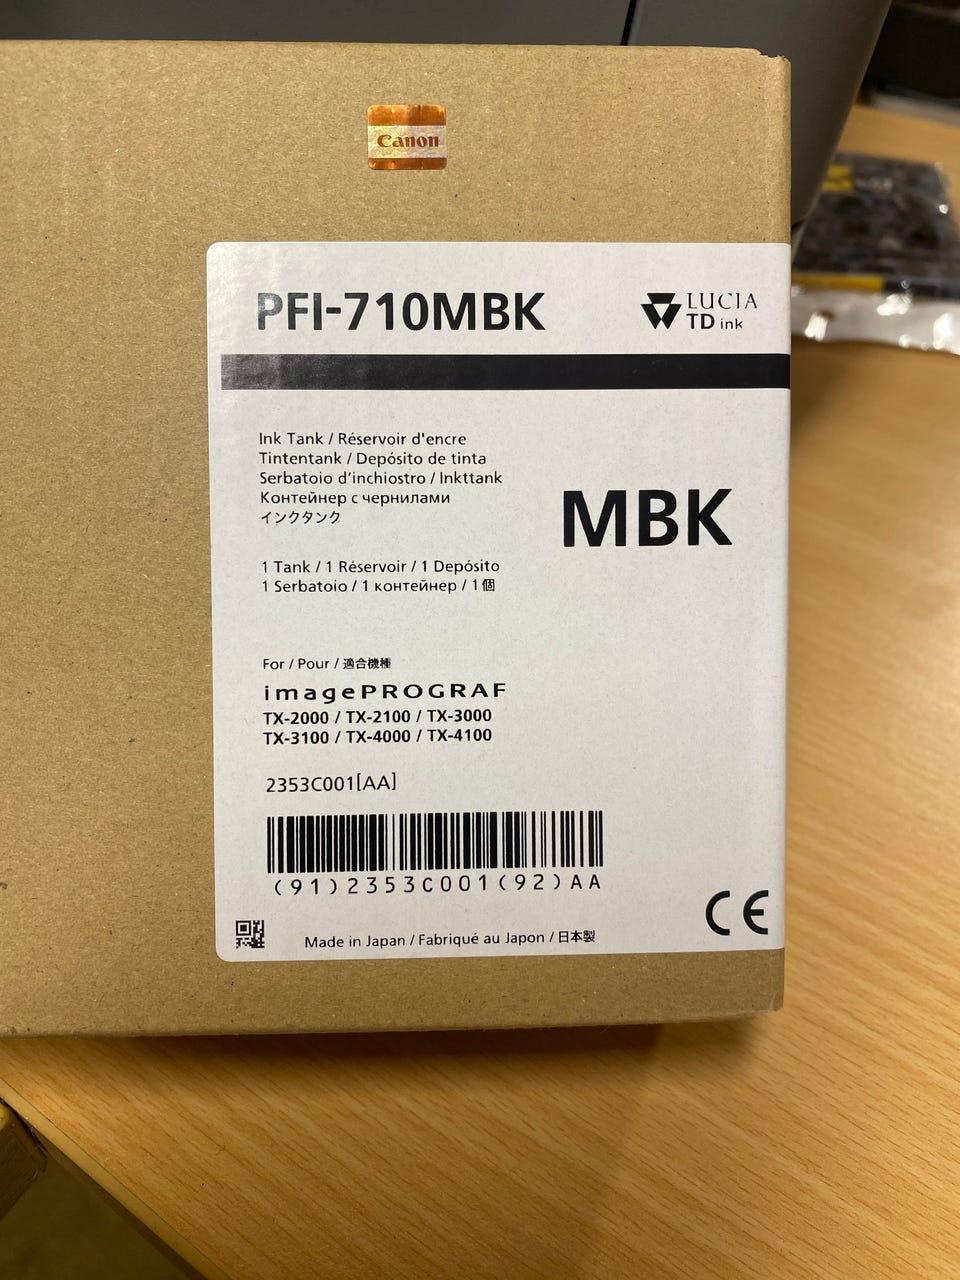 Canon
PFI-710MBK
LUCIA
TD ink
Ink Tank / Réservoir d'encre
Tintentank / Depósito de tinta
Serbatoio d'inchiostro / Inkttank
Контейнер с чернилами
インクタンク
MBK
1 Tank / 1 Réservoir / 1 Depósito
1 Serbatoio / 1 контейнер / 1個
For / Pour / 適合機種
imagePROGRAF
TX-2000 / TX-2100 / TX-3000
TX-3100 / TX-4000 / TX-4100
2353C001[AA]
(91)2353C001(92)AA
CE
Made in Japan / Fabriqué au Japon / 日本製